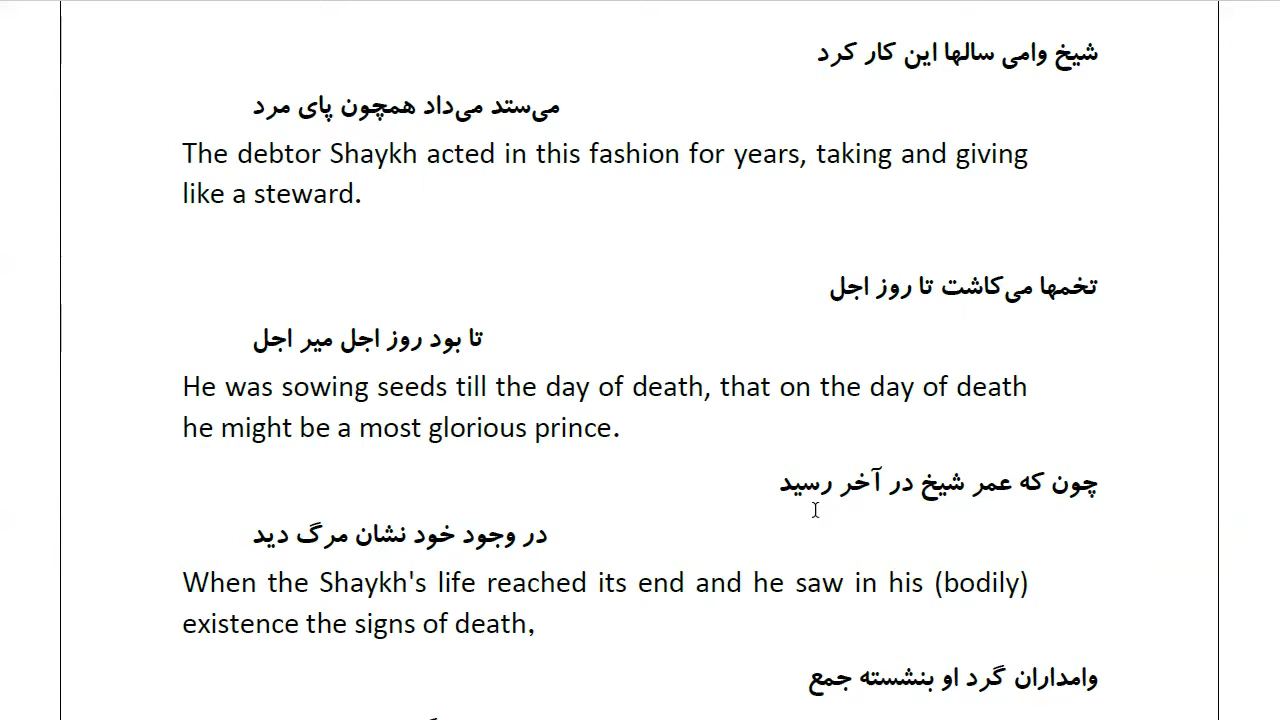 شیخ وامی سالها این کار کرد
می‌ستد می‌داد همچون پای مرد
The debtor Shaykh acted in this fashion for years, taking and giving
like a steward.
تخمها می‌کاشت تا روز اجل
تا بود روز اجل میر اجل
He was sowing seeds till the day of death, that on the day of death
he might be a most glorious prince.
چون که عمر شیخ در آخر رسید
در وجود خود نشان مرگ دید
When the Shaykh's life reached its end and he saw in his (bodily)
existence the signs of death,
وامداران گرد او بنشسته جمع